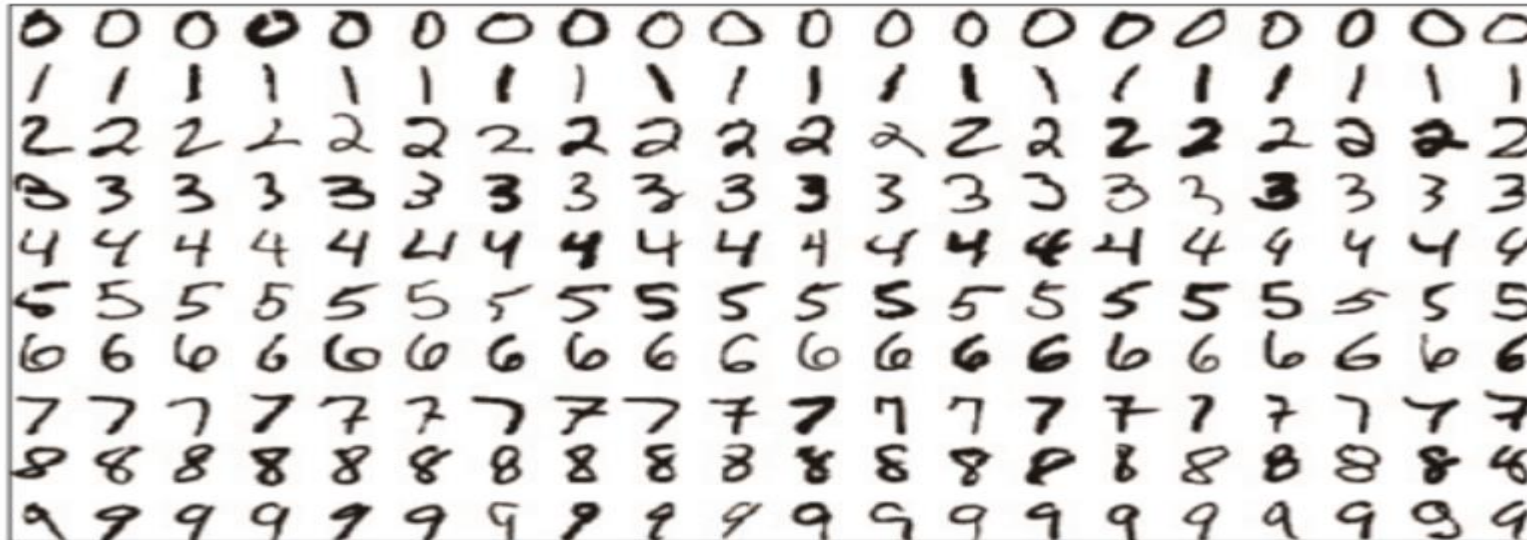 0 0 0 0 0 0 0 0 0 0 0 0 0 0 0 0 0 0 0 0
1 1 1 1 1 1 1 1 1 1 1 1 1 1 1 1 1 1 1 1
2 2 2 2 2 2 2 2 2 2 2 2 2 2 2 2 2 2 2 2
3 3 3 3 3 3 3 3 3 3 3 3 3 3 3 3 3 3 3 3
4 4 4 4 4 4 4 4 4 4 4 4 4 4 4 4 4 4 4 4
5 5 5 5 5 5 5 5 5 5 5 5 5 5 5 5 5 5 5 5
6 6 6 6 6 6 6 6 6 6 6 6 6 6 6 6 6 6 6 6
7 7 7 7 7 7 7 7 7 7 7 7 7 7 7 7 7 7 7 7
8 8 8 8 8 8 8 8 8 8 8 8 8 8 8 8 8 8 8 8
9 9 9 9 9 9 9 9 9 9 9 9 9 9 9 9 9 9 9 9